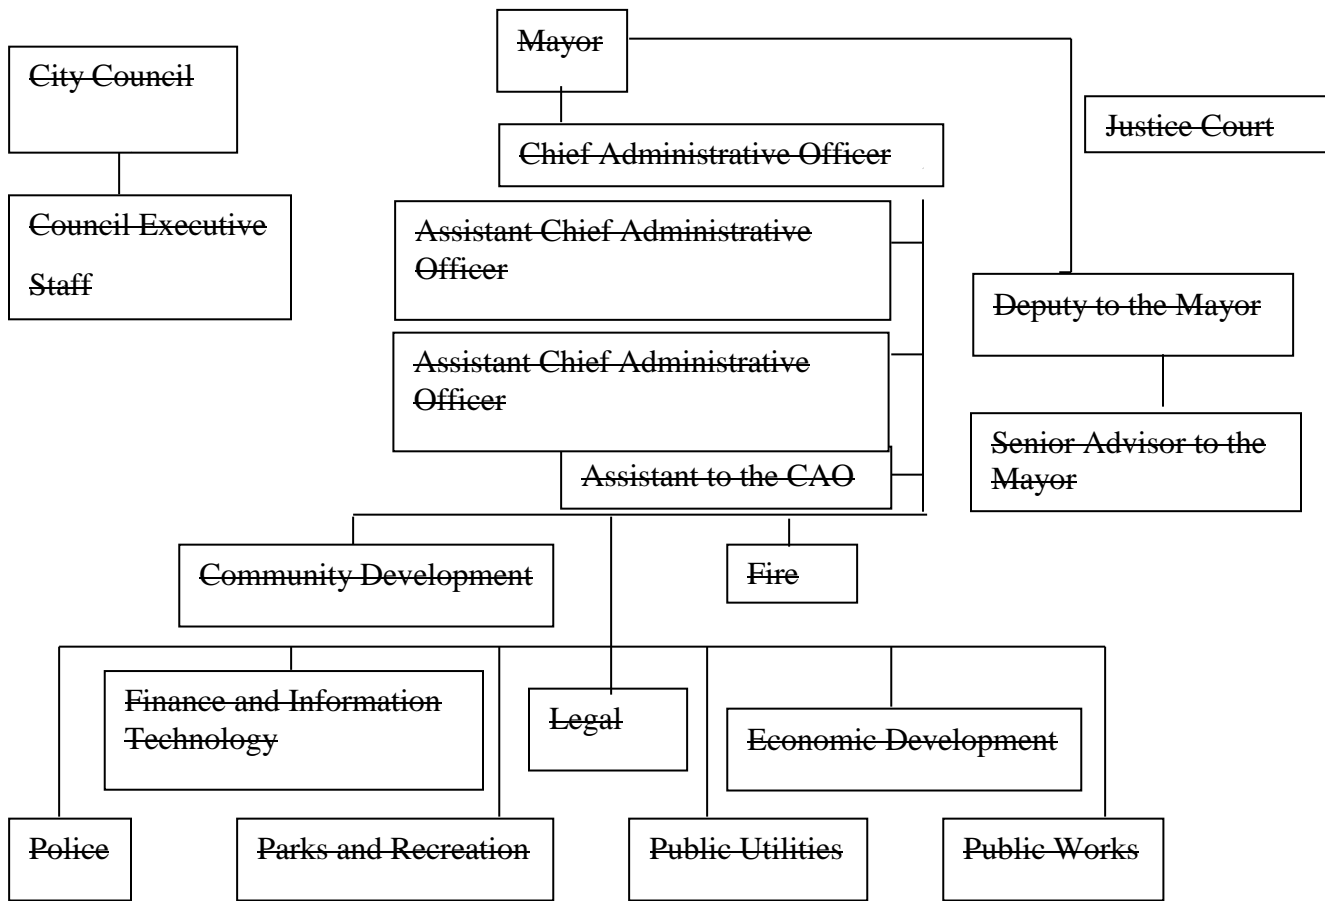 Mayor
City Council
Justice Court
Chief Administrative Officer
Council Executive
Staff
Assistant Chief Administrative
Officer
Deputy to the Mayor
Assistant Chief Administrative
Officer
Senior Advisor to the
Mayor
Assistant to the CAO
Community Development
Fire
Finance and Information
Technology
Legal
Economic Development
Police
Parks and Recreation
Public Utilities
Public Works